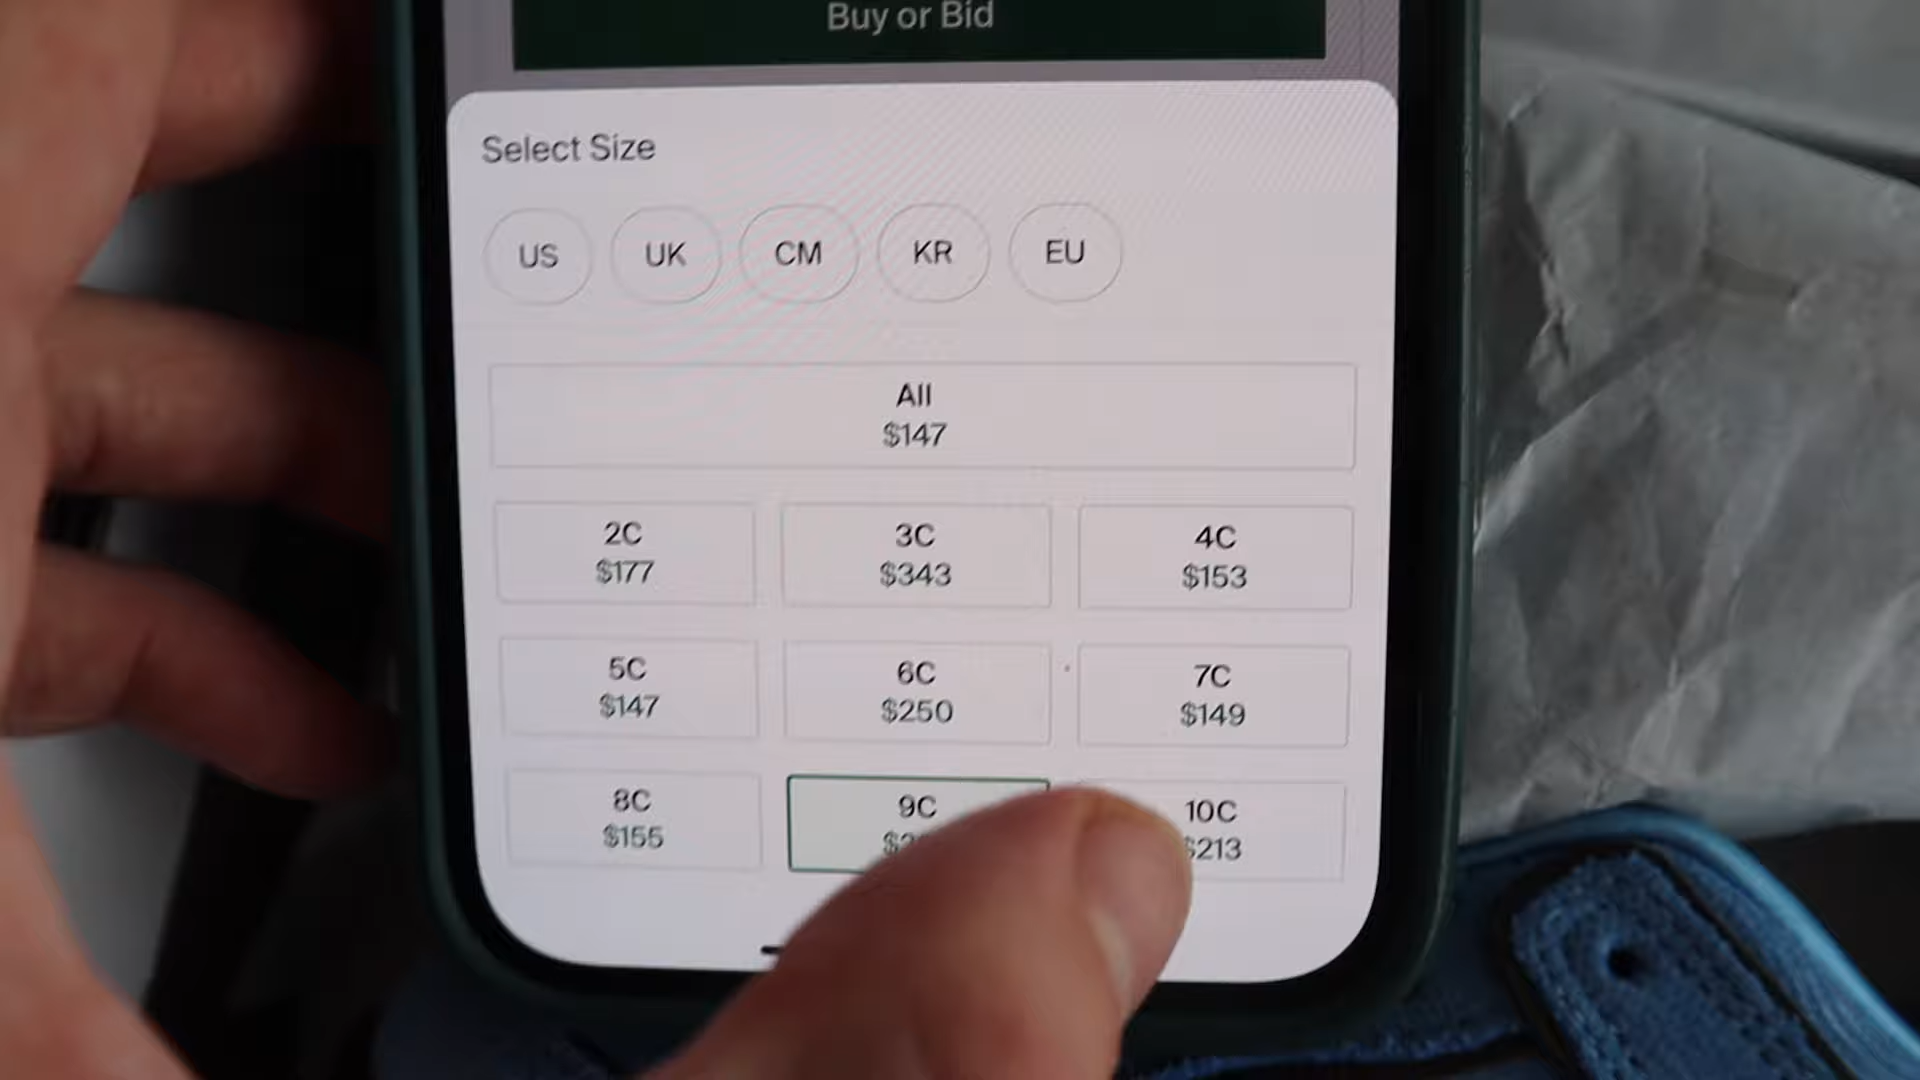 Buy or Bid
Select Size
US UK CM KR EU
All
$147
2C 3C 4C
$177 $343 $153
5C 6C 7C
$147 $250 $149
8C 9C 10C
$155 $213